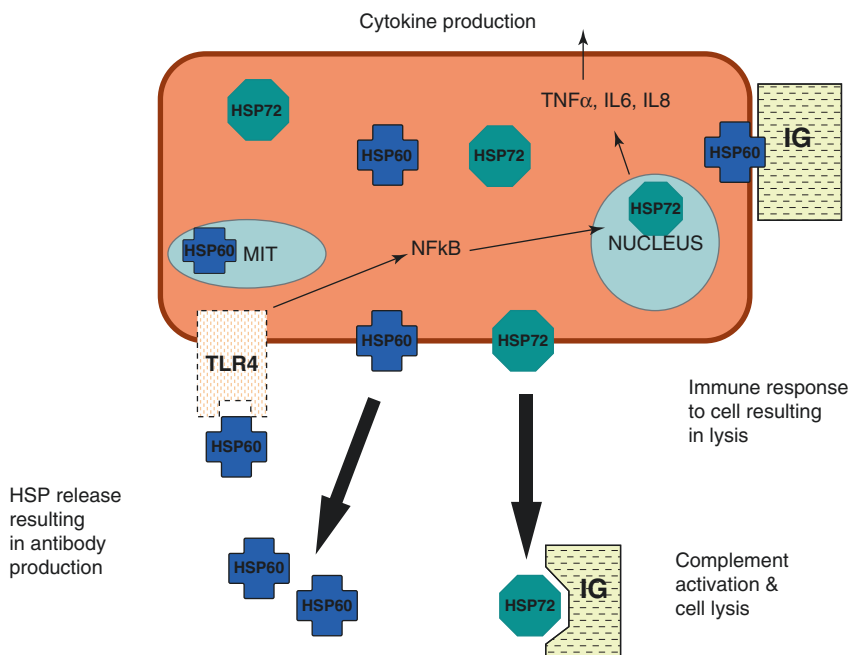 Cytokine production
HSP72
TNFα, IL6, IL8
HSP60
HSP72
HSP60
IG
HSP72
HSP60
MIT
NFkB
NUCLEUS
TLR4
HSP60
HSP72
Immune response
to cell resulting
in lysis
HSP60
HSP release
resulting
in antibody
production
HSP60
HSP60
HSP72
IG
Complement
activation &
cell lysis